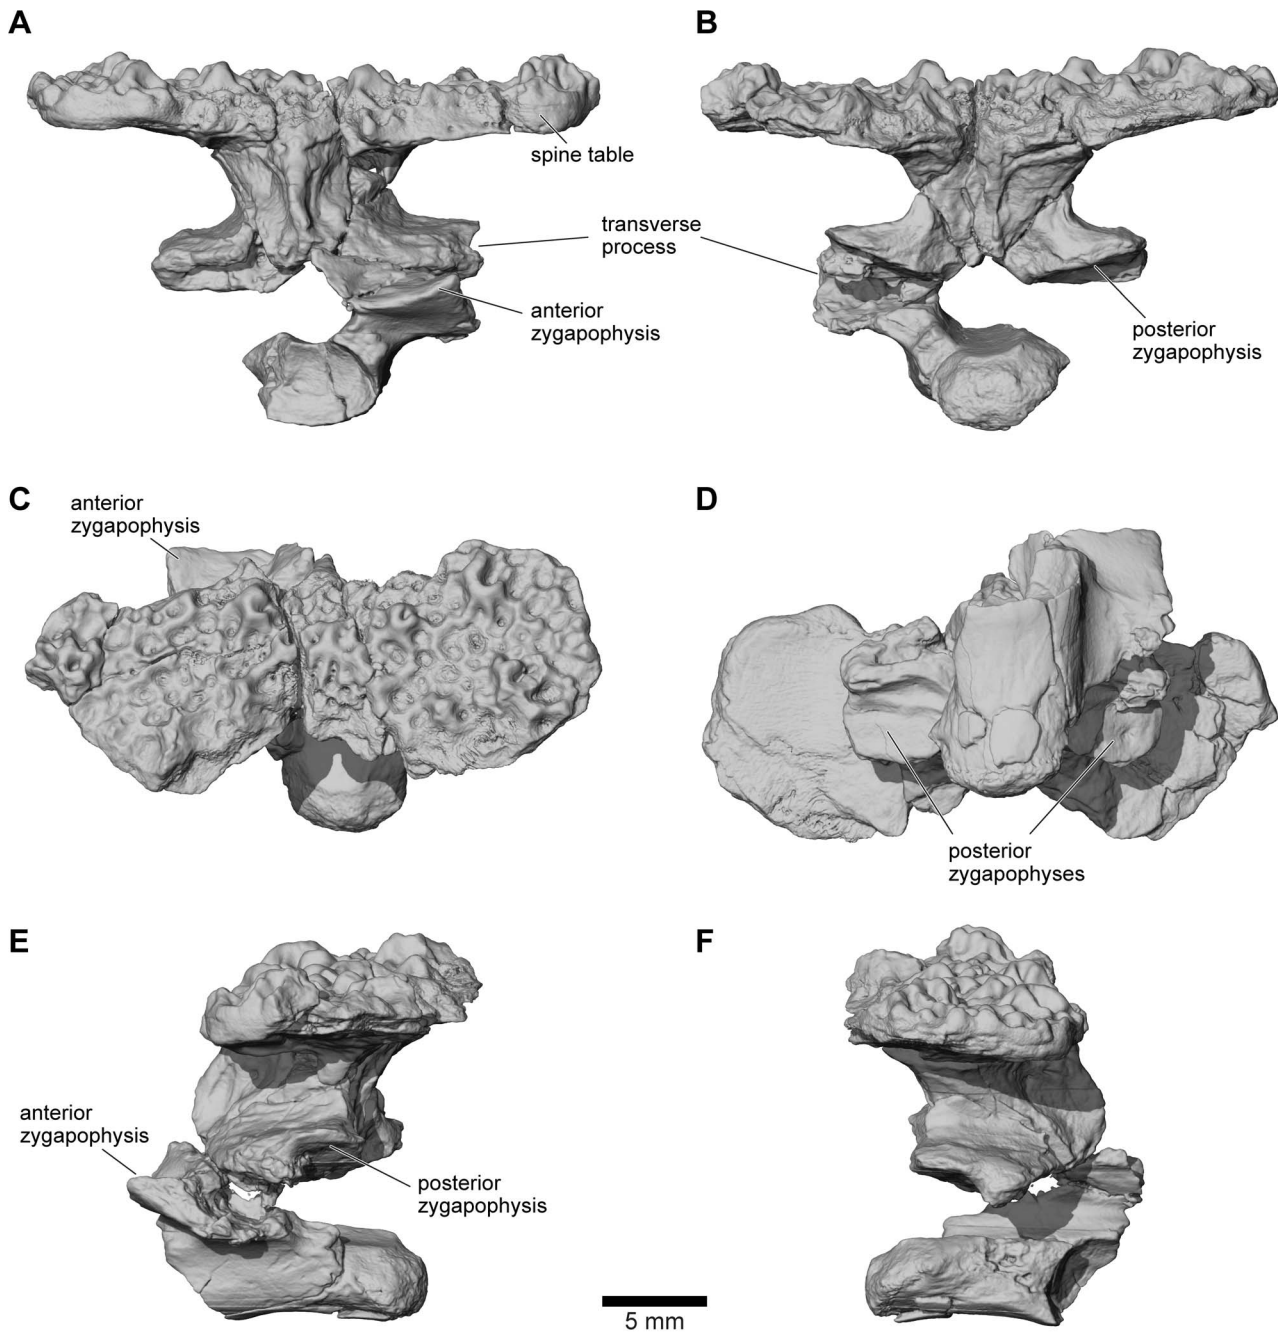 A
B
spine table
transverse
process
anterior
zygapophysis
posterior
zygapophysis
C
D
anterior
zygapophysis
posterior
zygapophyses
E
F
anterior
zygapophysis
posterior
zygapophysis
5 mm